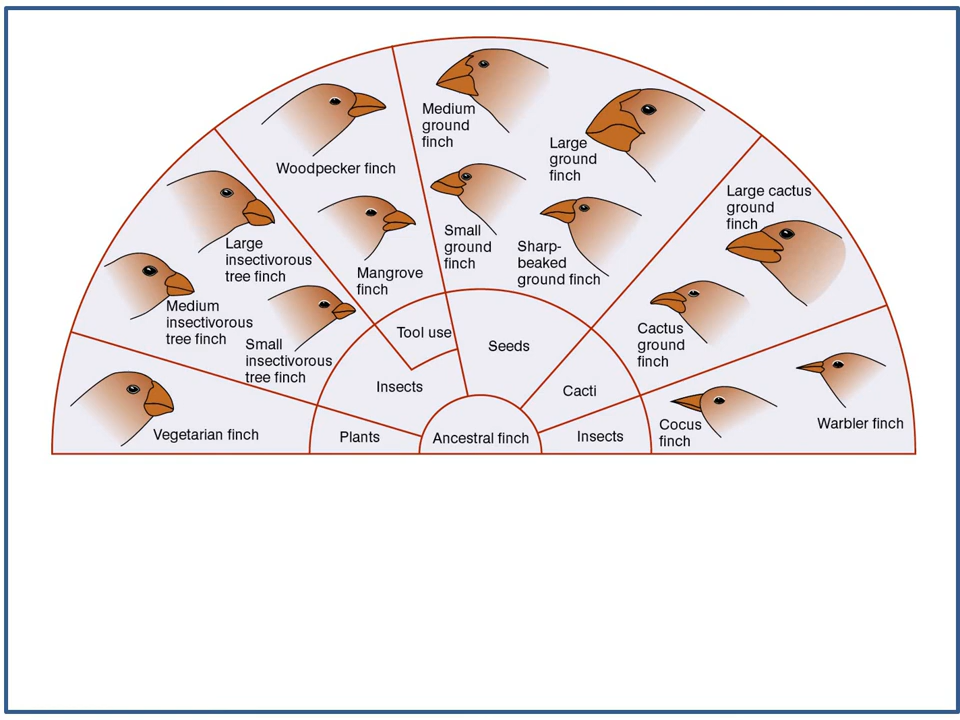 Medium
ground
finch
Large
ground
finch
Woodpecker finch
Large cactus
ground
finch
Small
ground
finch
Sharp-
beaked
ground finch
Large
insectivorous
tree finch
Mangrove
finch
Medium
insectivorous
tree finch
Small
insectivorous
tree finch
Cactus
ground
finch
Tool use
Seeds
Insects
Cacti
Vegetarian finch
Plants
Ancestral finch
Insects
Cocus
finch
Warbler finch